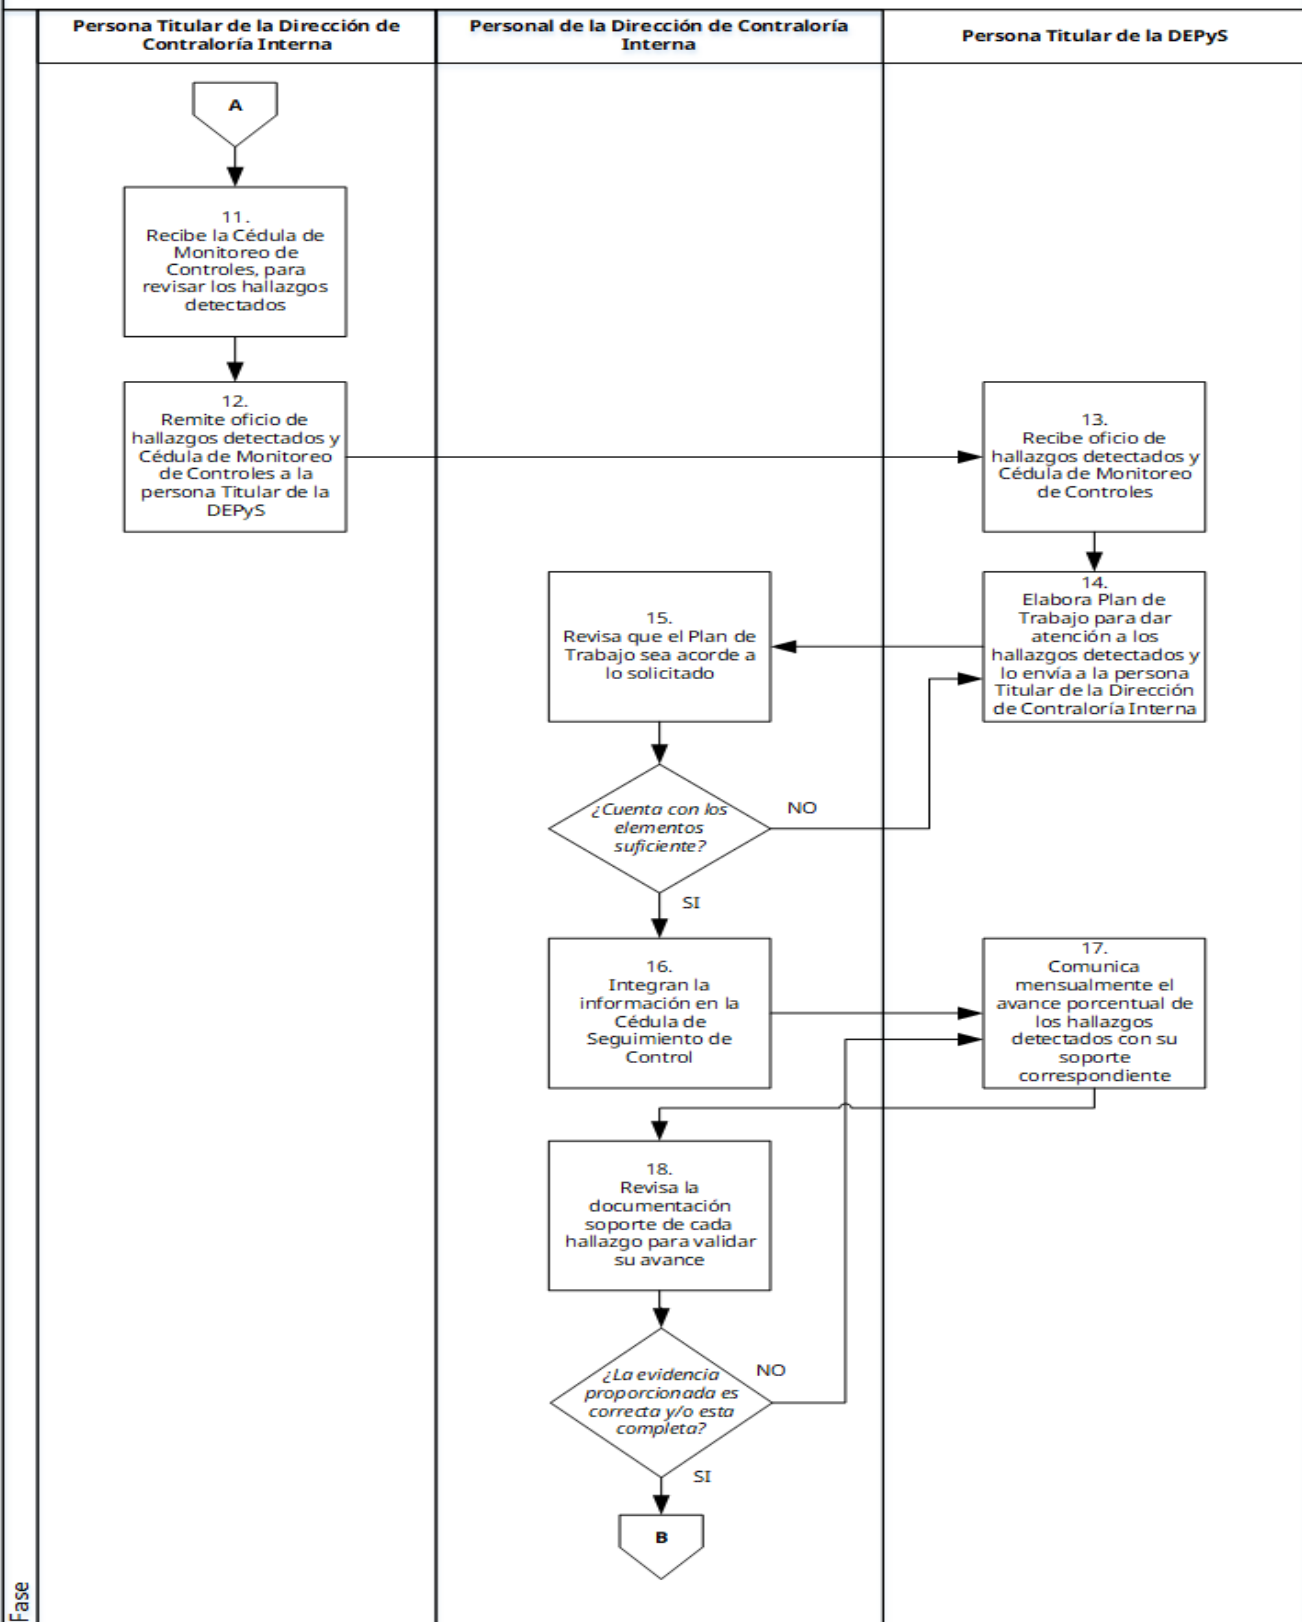 Persona Titular de la Dirección de
Contraloría Interna
Personal de la Dirección de Contraloría
Interna
Persona Titular de la DEPyS
A
11.
Recibe la Cédula de
Monitoreo de
Controles, para
revisar los hallazgos
detectados
12.
Remite oficio de
hallazgos detectados y
Cédula de Monitoreo
de Controles a la
persona Titular de la
DEPyS
13.
Recibe oficio de
hallazgos detectados y
Cédula de Monitoreo
de Controles
14.
Elabora Plan de
Trabajo para dar
atención a los
hallazgos detectados y
lo envía a la persona
Titular de la Dirección
de Contraloría Interna
15.
Revisa que el Plan de
Trabajo sea acorde a
lo solicitado
¿Cuenta con los
elementos
suficiente?
NO
SI
16.
Integran la
información en la
Cédula de
Seguimiento de
Control
17.
Comunica
mensualmente el
avance porcentual de
los hallazgos
detectados con su
soporte
correspondiente
18.
Revisa la
documentación
soporte de cada
hallazgo para validar
su avance
¿La evidencia
proporcionada es
correcta y/o esta
completa?
NO
SI
B
Fase